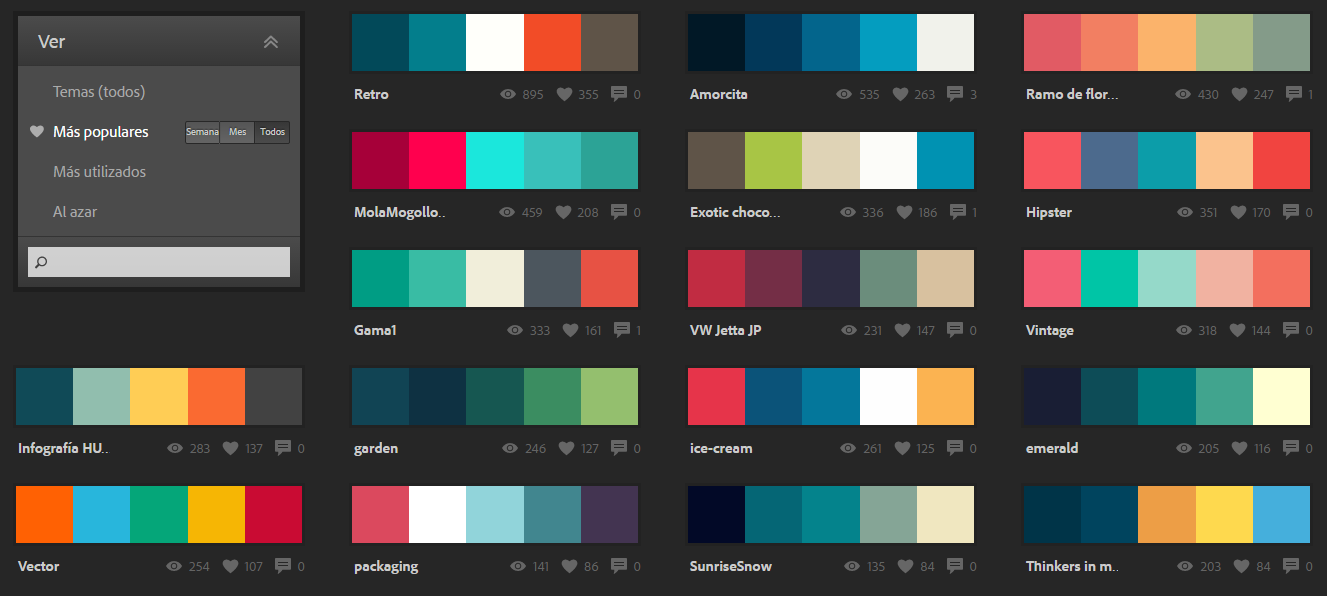 Ver
Temas (todos)
Más populares Semana Mes Todos
Más utilizados
Al azar
Retro 895 355 0
Amorcita 535 263 3
Ramo de flor... 430 247 1
MolaMogollo.. 459 208 0
Exotic choco... 336 186 1
Hipster 351 170 0
Gama1 333 161 1
VW Jetta JP 231 147 0
Vintage 318 144 0
Infografía HU.. 283 137 0
garden 246 127 0
ice-cream 261 125 0
emerald 205 116 0
Vector 254 107 0
packaging 141 86 0
SunriseSnow 135 84 0
Thinkers in m.. 203 84 0